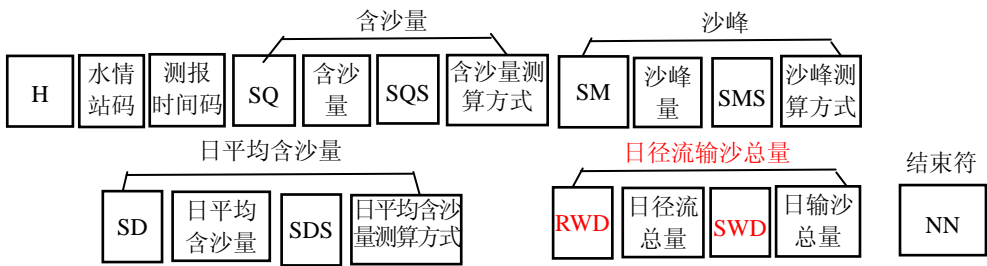 含沙量
沙峰
H
水情
站码
测报
时间码
SQ
含沙
量
SQS
含沙量测
算方式
SM
沙峰
量
SMS
沙峰测
算方式
日平均含沙量
日径流输沙总量
结束符
SD
日平均
含沙量
SDS
日平均含沙
量测算方式
RWD
日径流
总量
SWD
日输沙
总量
NN